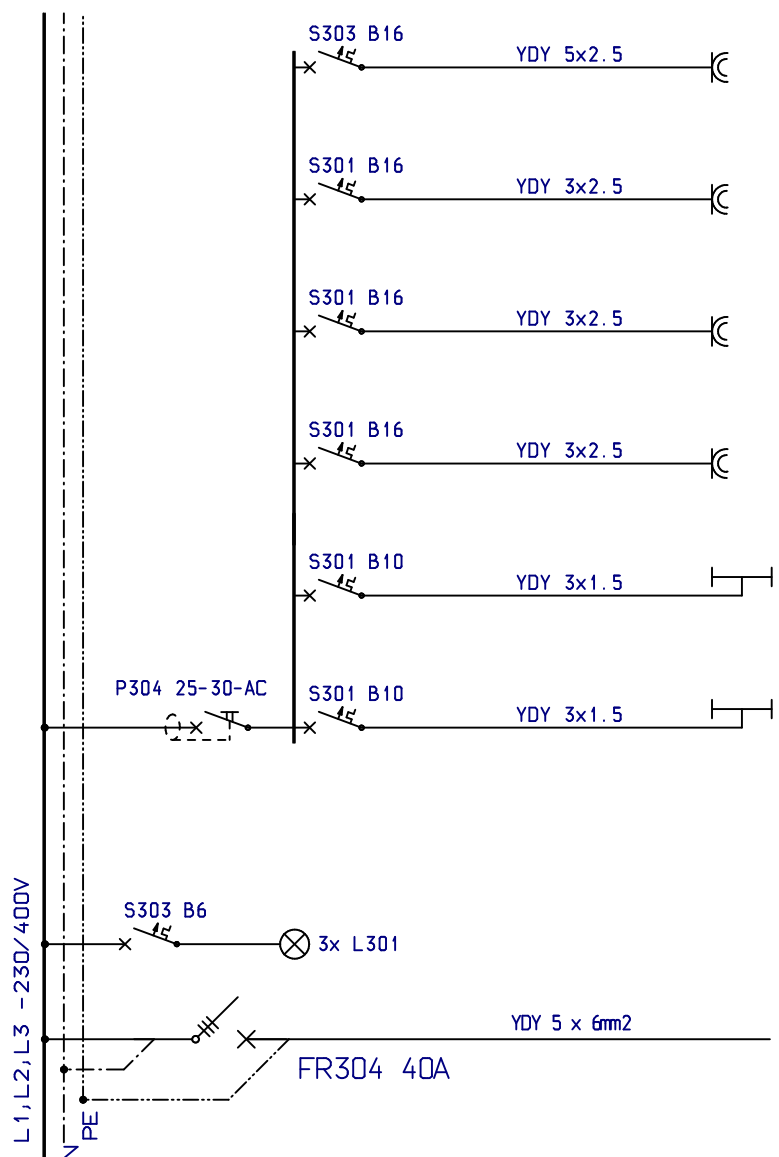 S303 B16
YDY 5x2.5
S301 B16
YDY 3x2.5
S301 B16
YDY 3x2.5
S301 B16
YDY 3x2.5
S301 B10
YDY 3x1.5
P304 25-30-AC
S301 B10
YDY 3x1.5
S303 B6
3x L301
YDY 5 x 6mm2
FR304 40A
L1,L2,L3 -230/400V
N
PE